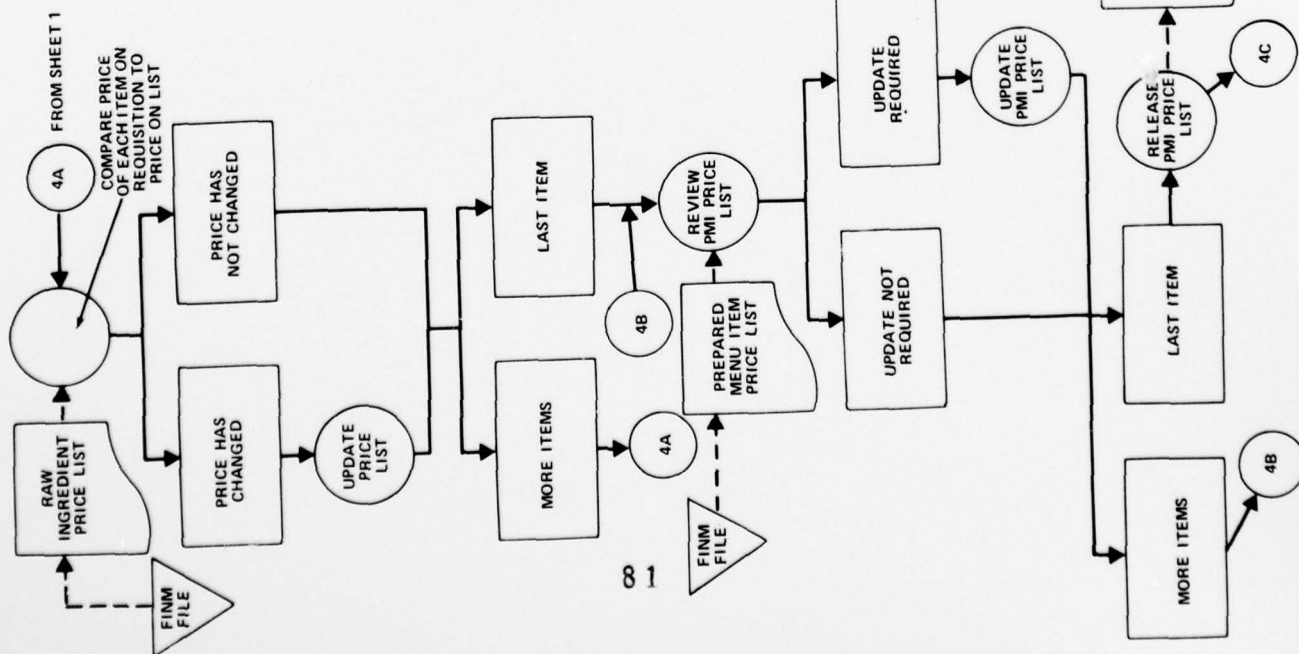 4A
FROM SHEET 1
COMPARE PRICE
OF EACH ITEM ON
REQUISITION TO
PRICE ON LIST
RAW
INGREDIENT
PRICE LIST
FINM
FILE
PRICE HAS
NOT CHANGED
PRICE HAS
CHANGED
UPDATE
PRICE
LIST
LAST ITEM
MORE ITEMS
4A
4B
REVIEW
PMI PRICE
LIST
PREPARED
MENU ITEM
PRICE LIST
FINM
FILE
81
UPDATE
REQUIRED
UPDATE NOT
REQUIRED
UPDATE
PMI PRICE
LIST
LAST ITEM
RELEASE
PMI PRICE
LIST
4C
MORE ITEMS
4B